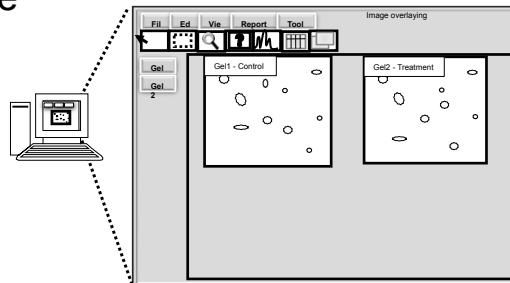 e
Image overlaying
Fil Ed Vie Report Tool
?
Gel
Gel
2
Gel1 - Control
Gel2 - Treatment